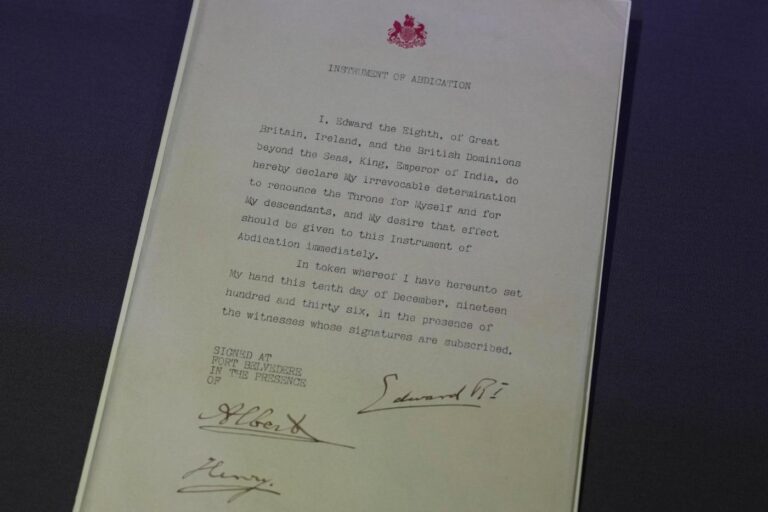 INSTRUMENT OF ABDICATION
I, Edward the Eighth, of Great
Britain, Ireland, and the British Dominions
beyond the Seas, King, Emperor of India, do
hereby declare My irrevocable determination
to renounce the Throne for Myself and for
My descendants, and My desire that effect
should be given to this Instrument of
Abdication immediately.
In token whereof I have hereunto set
My hand this tenth day of December, nineteen
hundred and thirty six, in the presence of
the witnesses whose signatures are subscribed.
SIGNED AT
FORT BELVEDERE
IN THE PRESENCE
OF
Edward RI
Albert
Henry.